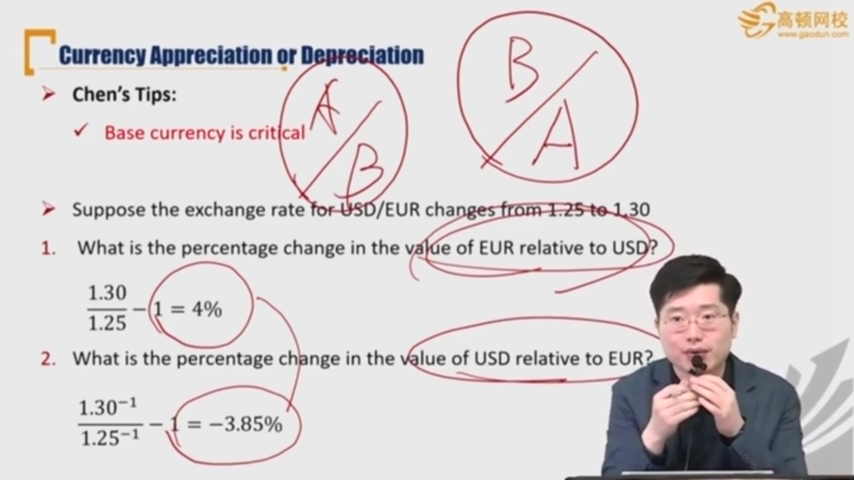 高顿网校
www.gaodun.com
Currency Appreciation or Depreciation
Chen's Tips:
Base currency is critical
A/B
B/A
Suppose the exchange rate for USD/EUR changes from 1.25 to 1.30
1. What is the percentage change in the value of EUR relative to USD?
1.30/1.25 − 1 = 4%
2. What is the percentage change in the value of USD relative to EUR?
1.30⁻¹/1.25⁻¹ − 1 = −3.85%